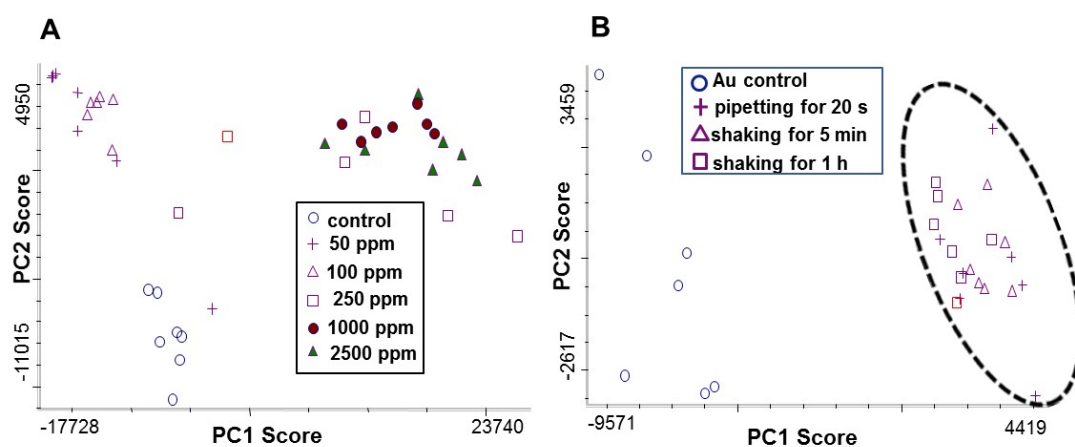 A
4950
-11015
PC2 Score
-17728
23740
PC1 Score
control
50 ppm
100 ppm
250 ppm
1000 ppm
2500 ppm
B
3459
-2617
PC2 Score
-9571
4419
PC1 Score
Au control
pipetting for 20 s
shaking for 5 min
shaking for 1 h